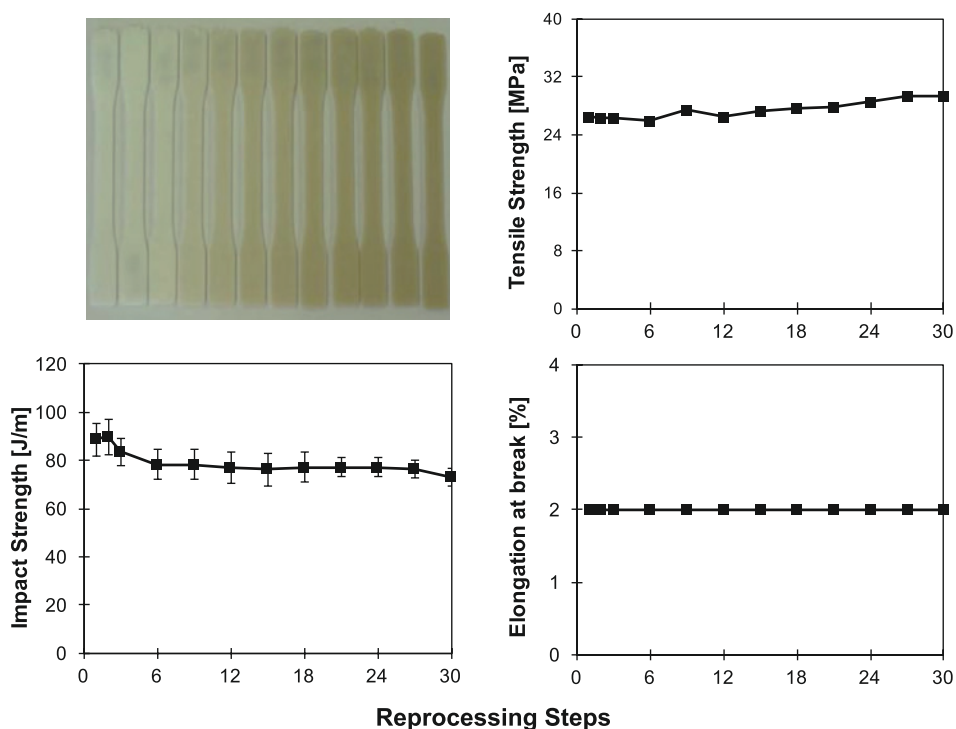 Tensile Strength [MPa]
40
32
24
16
8
0
0 6 12 18 24 30
Impact Strength [J/m]
120
100
80
60
40
20
0
0 6 12 18 24 30
Elongation at break [%]
4
3
2
1
0
0 6 12 18 24 30
Reprocessing Steps